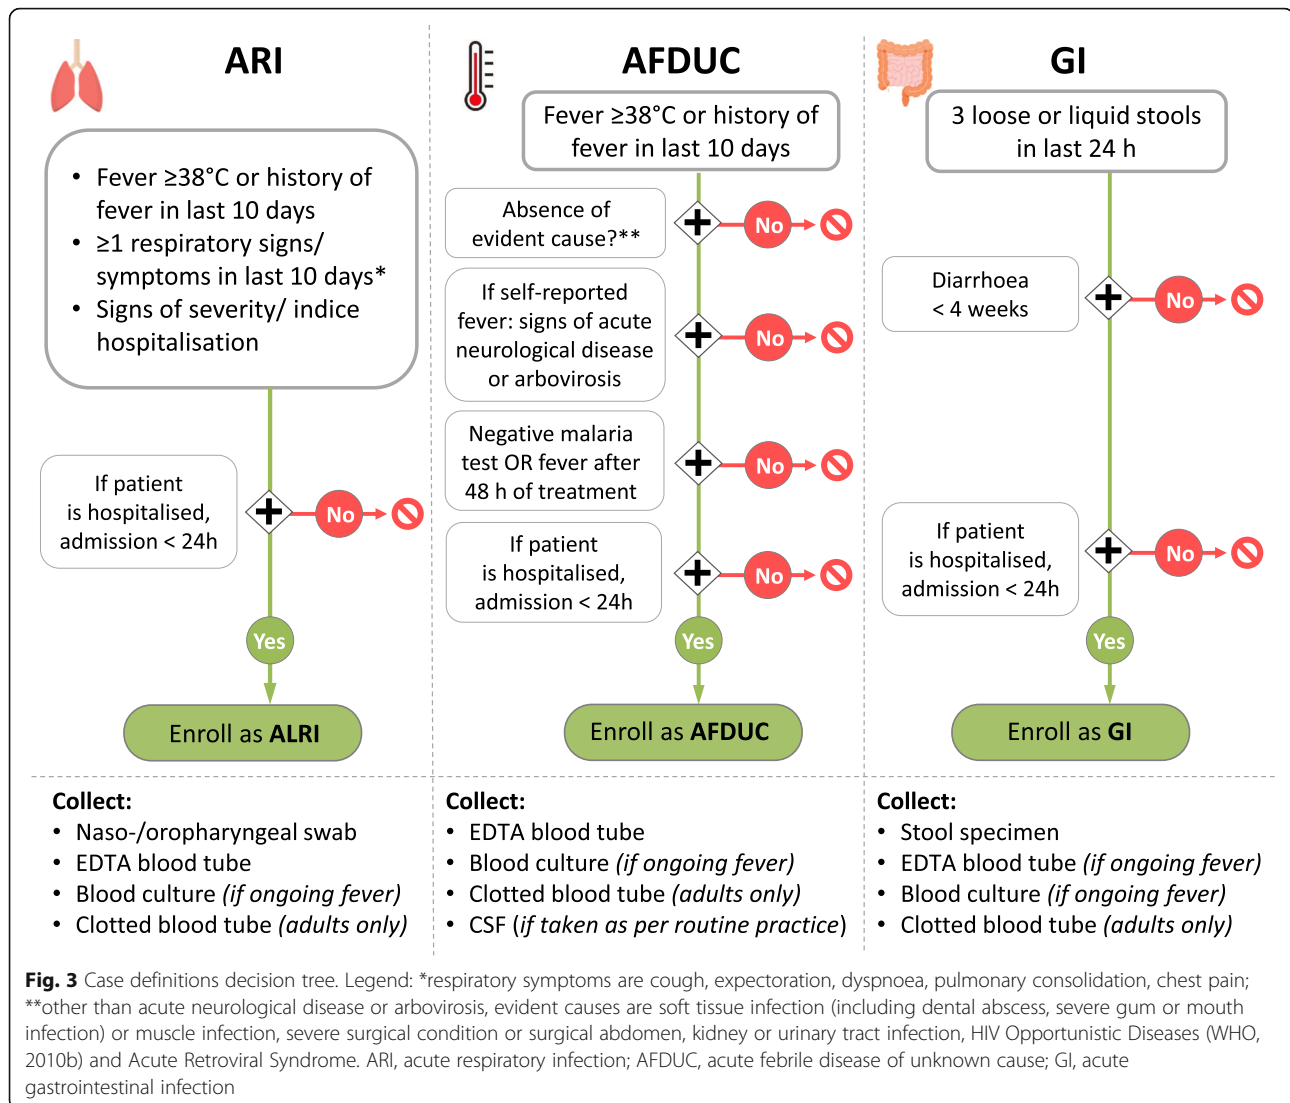 ARI
• Fever ≥38°C or history of
fever in last 10 days
• ≥1 respiratory signs/
symptoms in last 10 days*
• Signs of severity/ indice
hospitalisation
If patient
is hospitalised,
admission < 24h
No
Yes
Enroll as ALRI
Collect:
• Naso-/oropharyngeal swab
• EDTA blood tube
• Blood culture (if ongoing fever)
• Clotted blood tube (adults only)
AFDUC
Fever ≥38°C or history of
fever in last 10 days
Absence of
evident cause?**
No
If self-reported
fever: signs of acute
neurological disease
or arbovirosis
No
Negative malaria
test OR fever after
48 h of treatment
No
If patient
is hospitalised,
admission < 24h
No
Yes
Enroll as AFDUC
Collect:
• EDTA blood tube
• Blood culture (if ongoing fever)
• Clotted blood tube (adults only)
• CSF (if taken as per routine practice)
GI
3 loose or liquid stools
in last 24 h
Diarrhoea
< 4 weeks
No
If patient
is hospitalised,
admission < 24h
No
Yes
Enroll as GI
Collect:
• Stool specimen
• EDTA blood tube (if ongoing fever)
• Blood culture (if ongoing fever)
• Clotted blood tube (adults only)
Fig. 3 Case definitions decision tree. Legend: *respiratory symptoms are cough, expectoration, dyspnoea, pulmonary consolidation, chest pain;
**other than acute neurological disease or arbovirosis, evident causes are soft tissue infection (including dental abscess, severe gum or mouth
infection) or muscle infection, severe surgical condition or surgical abdomen, kidney or urinary tract infection, HIV Opportunistic Diseases (WHO,
2010b) and Acute Retroviral Syndrome. ARI, acute respiratory infection; AFDUC, acute febrile disease of unknown cause; GI, acute
gastrointestinal infection